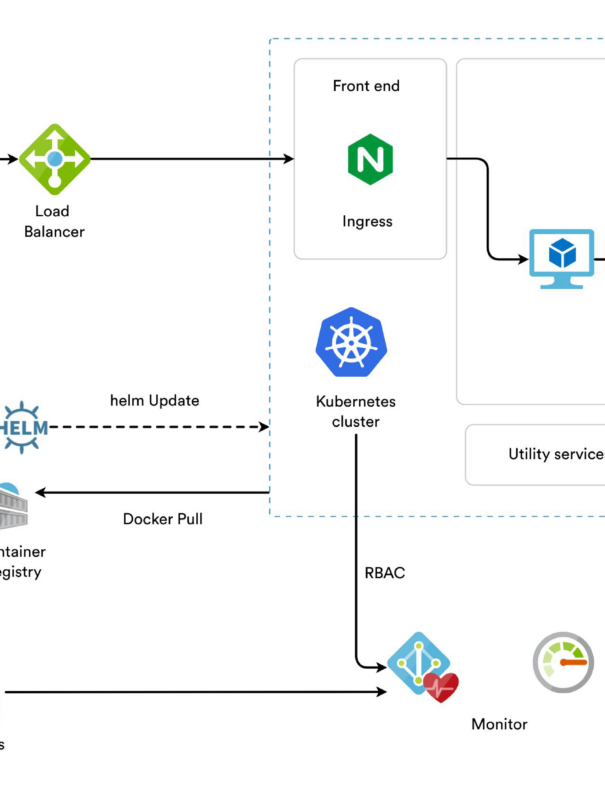 Front end
Load
Balancer
Ingress
Kubernetes
cluster
helm Update
HELM
Utility service
Docker Pull
ntainer
egistry
RBAC
Monitor
s